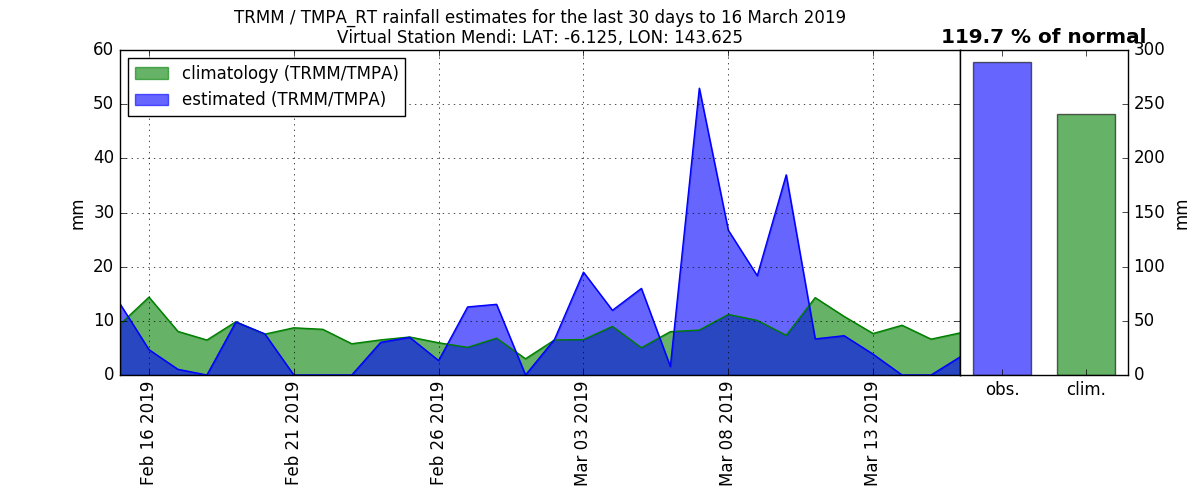 TRMM / TMPA_RT rainfall estimates for the last 30 days to 16 March 2019
Virtual Station Mendi: LAT: -6.125, LON: 143.625
119.7 % of normal
climatology (TRMM/TMPA)
estimated (TRMM/TMPA)
60
50
40
30
20
10
0
mm
Feb 16 2019
Feb 21 2019
Feb 26 2019
Mar 03 2019
Mar 08 2019
Mar 13 2019
300
250
200
150
100
50
0
mm
obs.
clim.